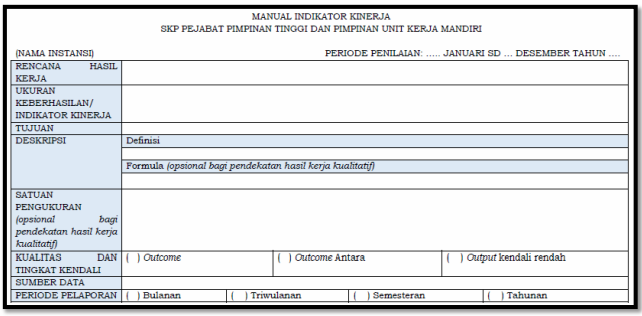 MANUAL INDIKATOR KINERJA
SKP PEJABAT PIMPINAN TINGGI DAN PIMPINAN UNIT KERJA MANDIRI
(NAMA INSTANSI) PERIODE PENILAIAN: ..... JANUARI SD ... DESEMBER TAHUN ....
RENCANA HASIL
KERJA
UKURAN
KEBERHASILAN/
INDIKATOR KINERJA
TUJUAN
DESKRIPSI Definisi
Formula (opsional bagi pendekatan hasil kerja kualitatif)
SATUAN
PENGUKURAN
(opsional bagi
pendekatan hasil kerja
kualitatif)
KUALITAS DAN ( ) Outcome ( ) Outcome Antara ( ) Output kendali rendah
TINGKAT KENDALI
SUMBER DATA
PERIODE PELAPORAN ( ) Bulanan ( ) Triwulanan ( ) Semesteran ( ) Tahunan